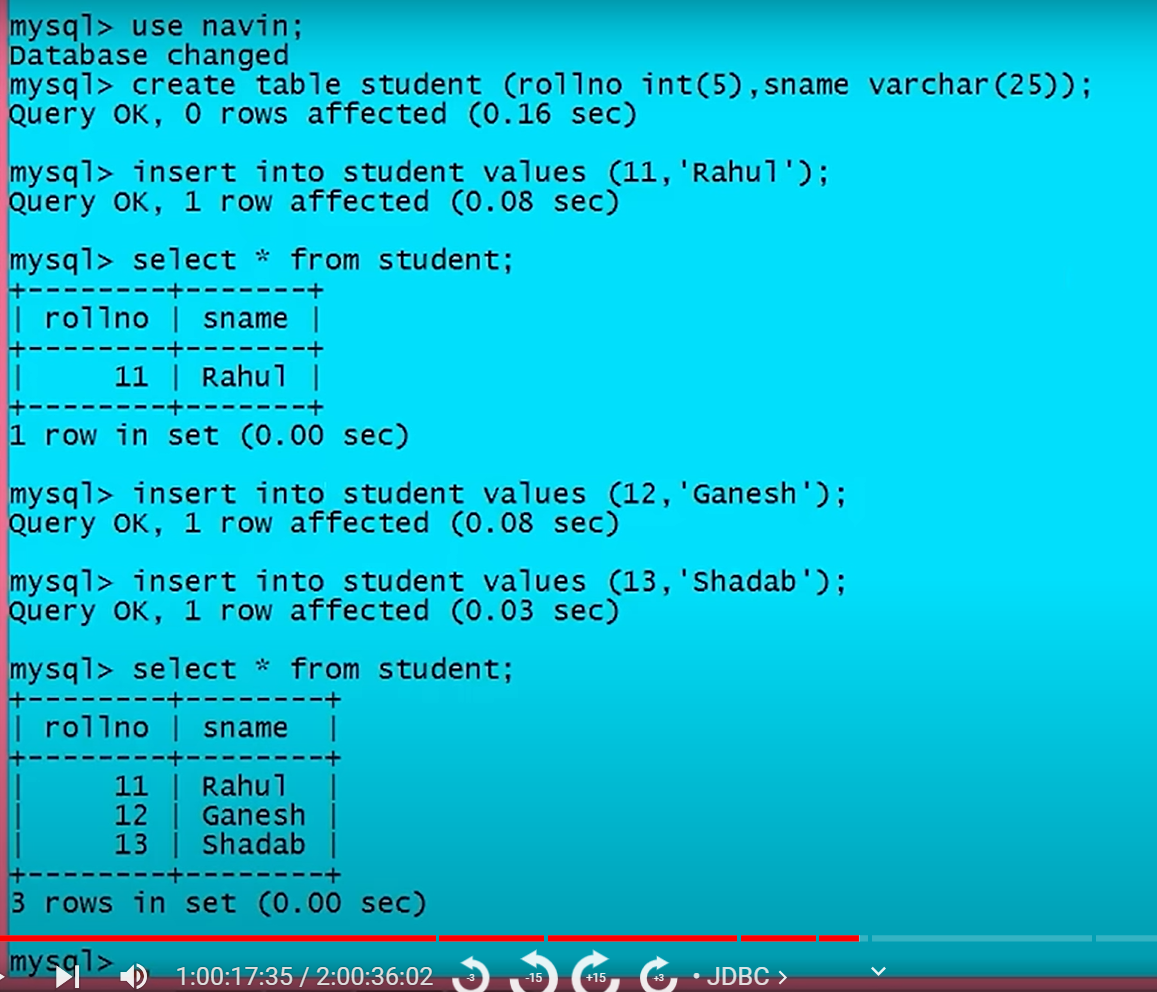 mysql> use navin;
Database changed
mysql> create table student (rollno int(5),sname varchar(25));
Query OK, 0 rows affected (0.16 sec)
mysql> insert into student values (11,'Rahul');
Query OK, 1 row affected (0.08 sec)
mysql> select * from student;
+--------+-------+
| rollno | sname |
+--------+-------+
|     11 | Rahul |
+--------+-------+
1 row in set (0.00 sec)
mysql> insert into student values (12,'Ganesh');
Query OK, 1 row affected (0.08 sec)
mysql> insert into student values (13,'Shadab');
Query OK, 1 row affected (0.03 sec)
mysql> select * from student;
+--------+--------+
| rollno | sname  |
+--------+--------+
|     11 | Rahul  |
|     12 | Ganesh |
|     13 | Shadab |
+--------+--------+
3 rows in set (0.00 sec)
mysql> _
1:00:17:35 / 2:00:36:02 -3 -15 +15 +3 • JDBC >